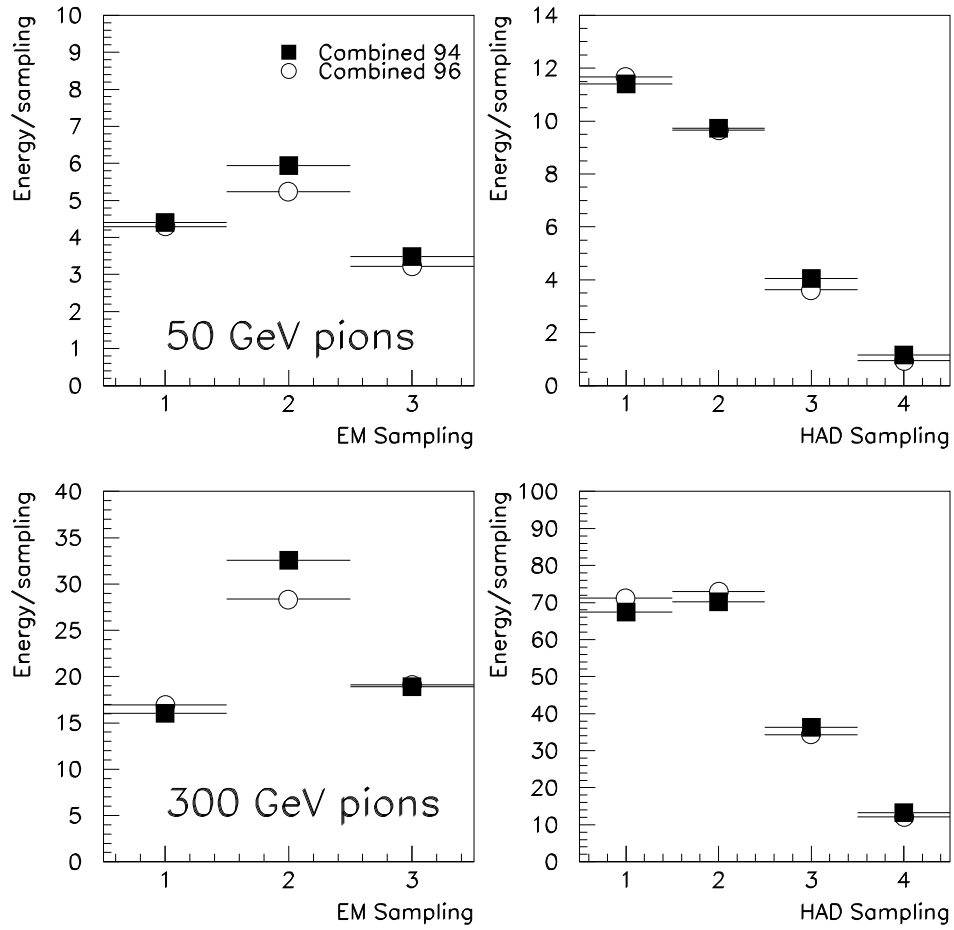 Energy/sampling
10
9
8
7
6
5
4
3
2
1
0
Combined 94
Combined 96
50 GeV pions
1 2 3
EM Sampling
Energy/sampling
14
12
10
8
6
4
2
0
1 2 3 4
HAD Sampling
Energy/sampling
40
35
30
25
20
15
10
5
0
300 GeV pions
1 2 3
EM Sampling
Energy/sampling
100
90
80
70
60
50
40
30
20
10
0
1 2 3 4
HAD Sampling